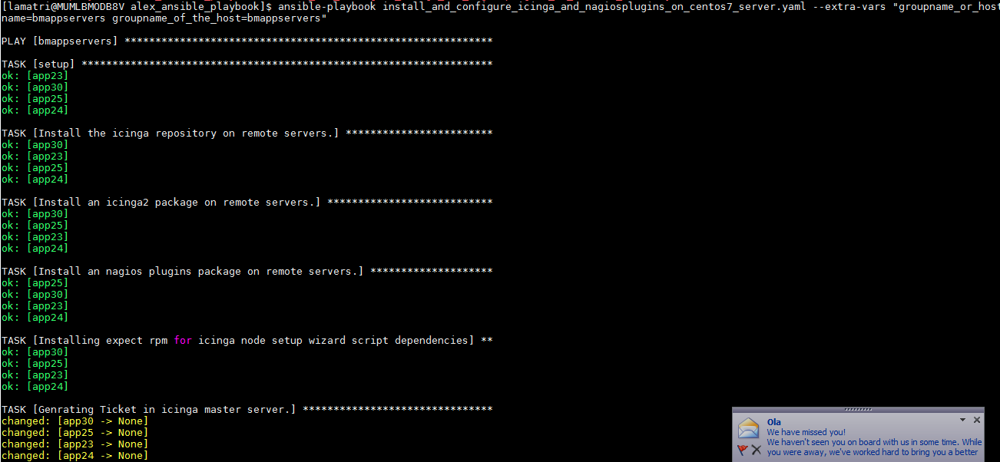 [lamatri@MUMLBMODB8V alex_ansible_playbook]$ ansible-playbook install_and_configure_icinga_and_nagiosplugins_on_centos7_server.yaml --extra-vars "groupname_or_host
name=bmappservers groupname_of_the_host=bmappservers"
PLAY [bmappservers] ************************************************************
TASK [setup] *******************************************************************
ok: [app23]
ok: [app30]
ok: [app25]
ok: [app24]
TASK [Install the icinga repository on remote servers.] ************************
ok: [app30]
ok: [app23]
ok: [app25]
ok: [app24]
TASK [Install an icinga2 package on remote servers.] ***************************
ok: [app30]
ok: [app25]
ok: [app23]
ok: [app24]
TASK [Install an nagios plugins package on remote servers.] ********************
ok: [app25]
ok: [app30]
ok: [app23]
ok: [app24]
TASK [Installing expect rpm for icinga node setup wizard script dependencies] **
ok: [app30]
ok: [app25]
ok: [app23]
ok: [app24]
TASK [Genrating Ticket in icinga master server.] *******************************
changed: [app30 -> None]
changed: [app25 -> None]
changed: [app23 -> None]
changed: [app24 -> None]
Ola
We have missed you!
We haven't seen you on board with us in some time. While
you were away, we've worked hard to bring you a better